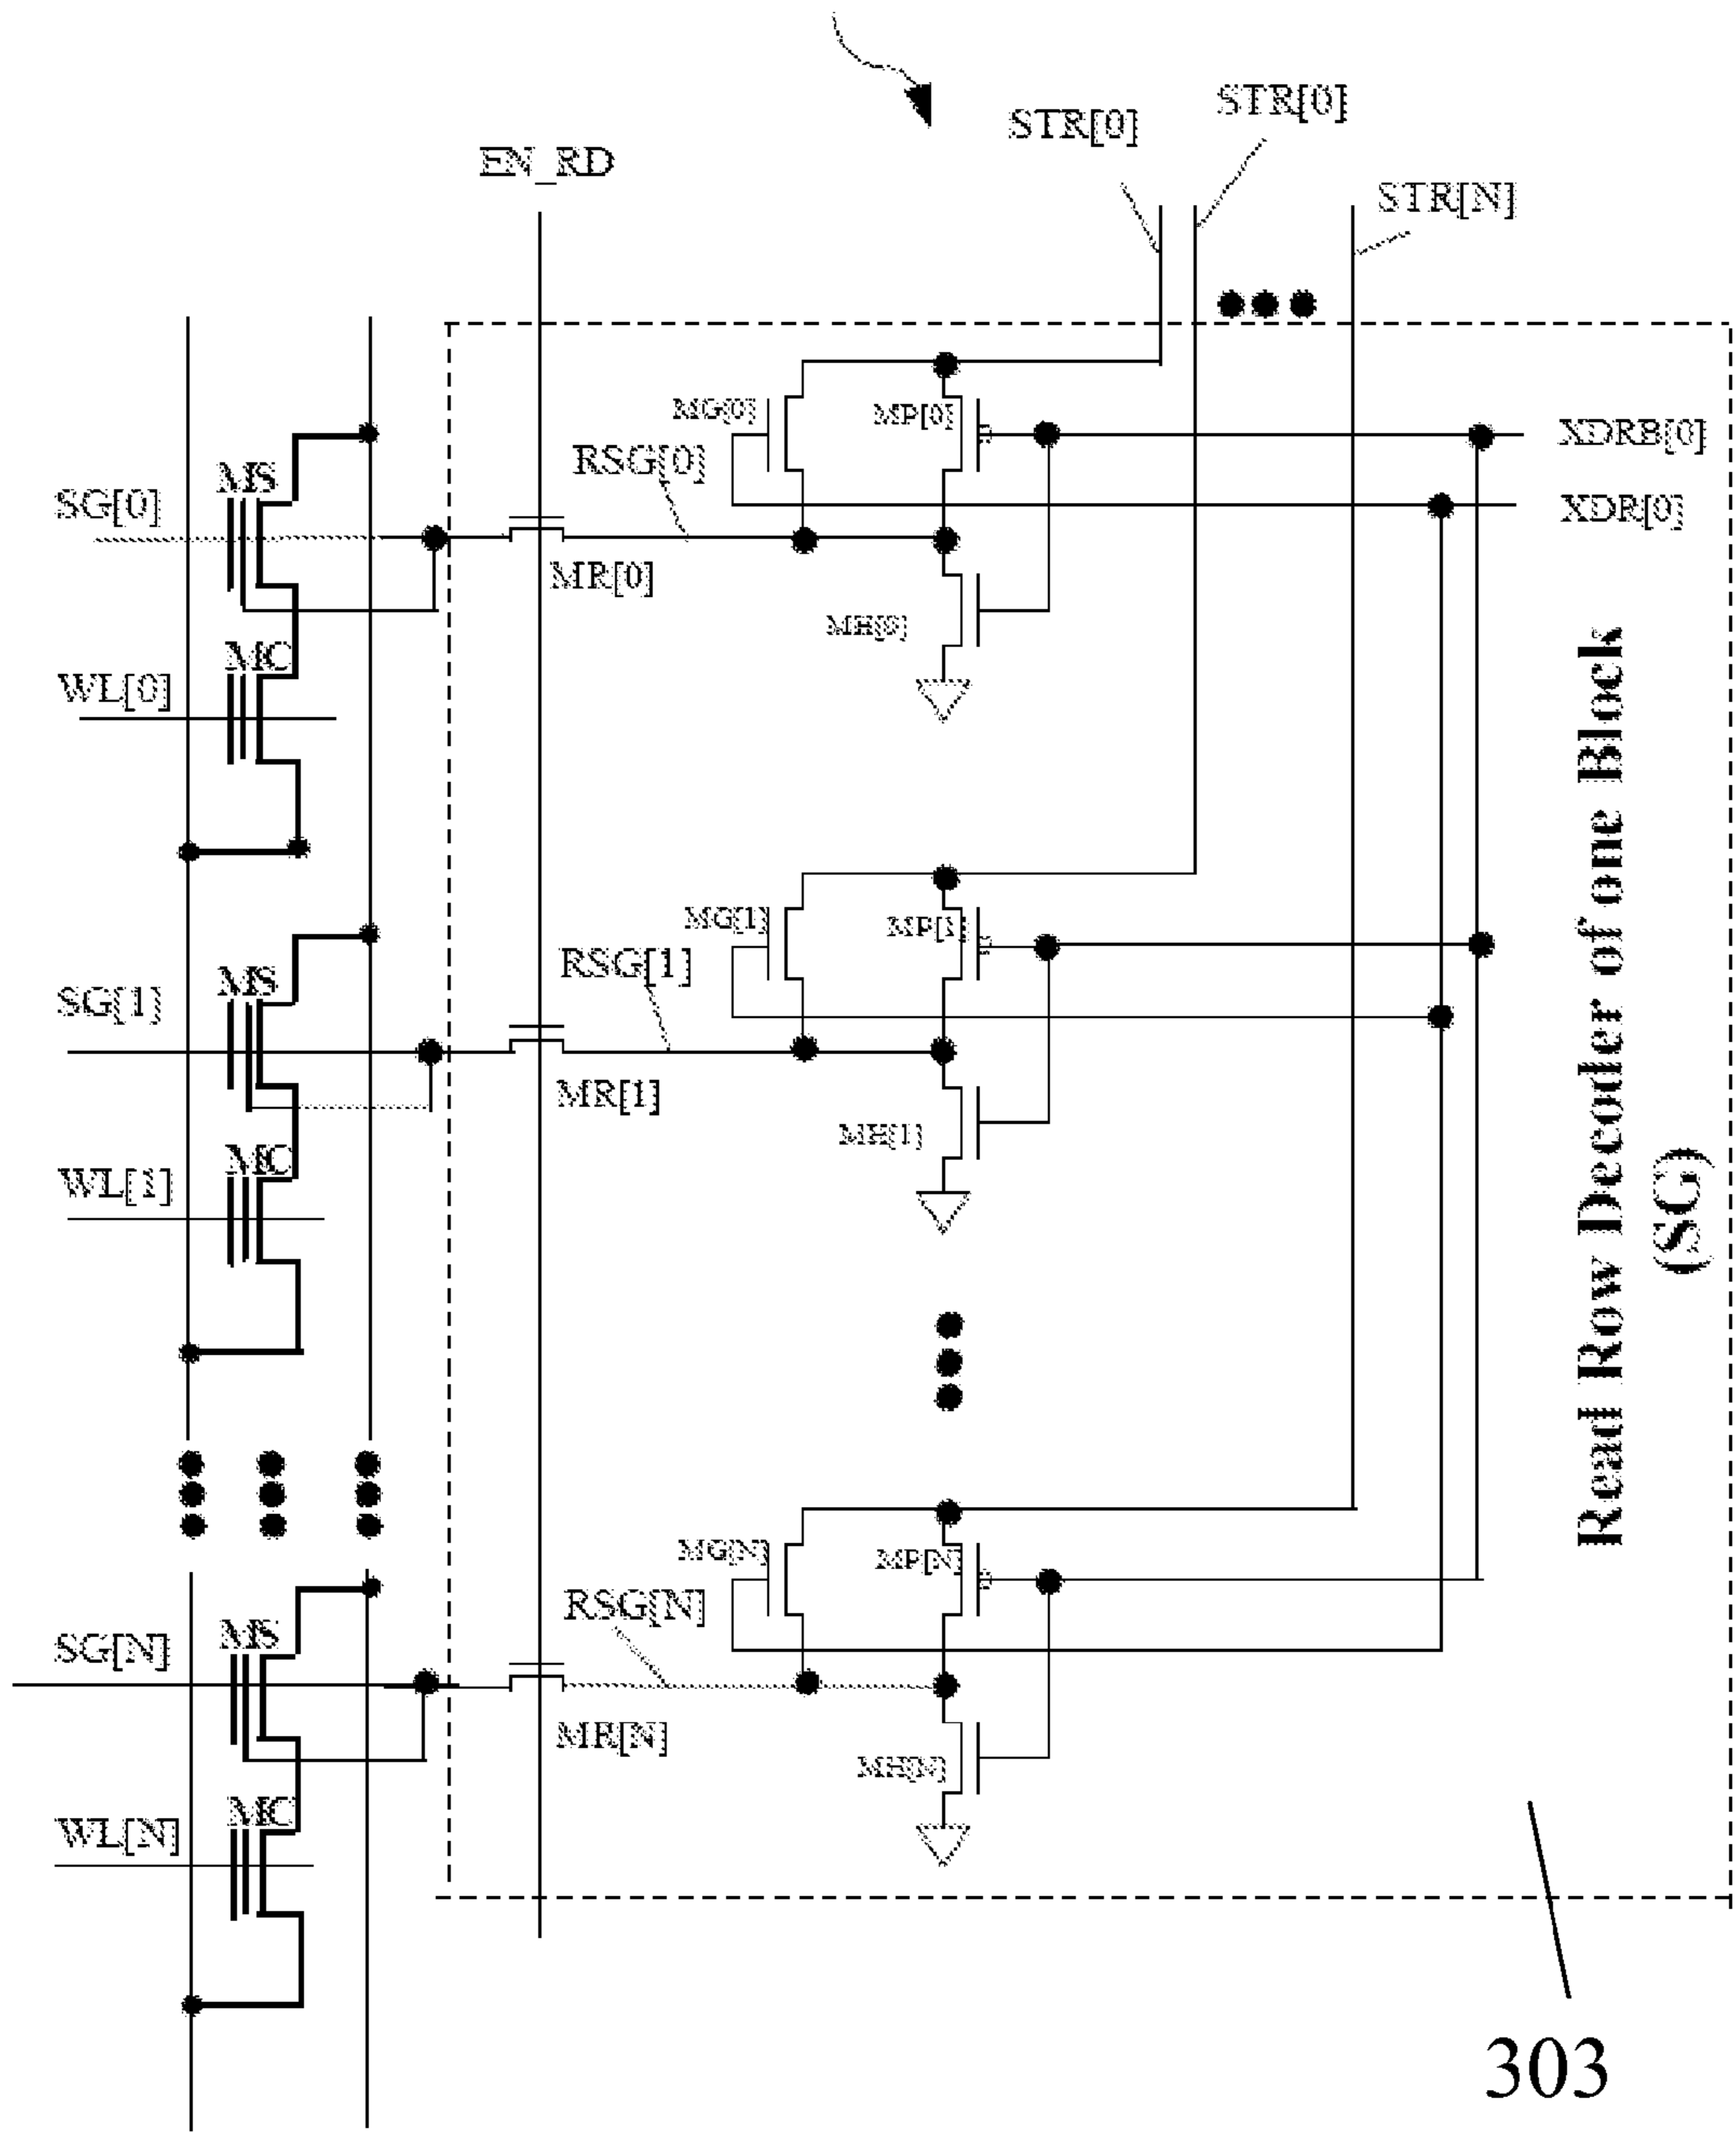 STR[0]
STR[0]
EN_RD
STR[N]
MG[0]
MP[0]
XDRB[0]
RSG[0]
MS
SG[0]
XDR[0]
MR[0]
MH[0]
MC
WL[0]
MG[1]
MP[1]
RSG[1]
MS
SG[1]
MR[1]
MH[1]
MC
WL[1]
Read Row Decoder of one Block
(SG)
MG[N]
MP[N]
RSG[N]
MS
SG[N]
MR[N]
MH[N]
MC
WL[N]
303